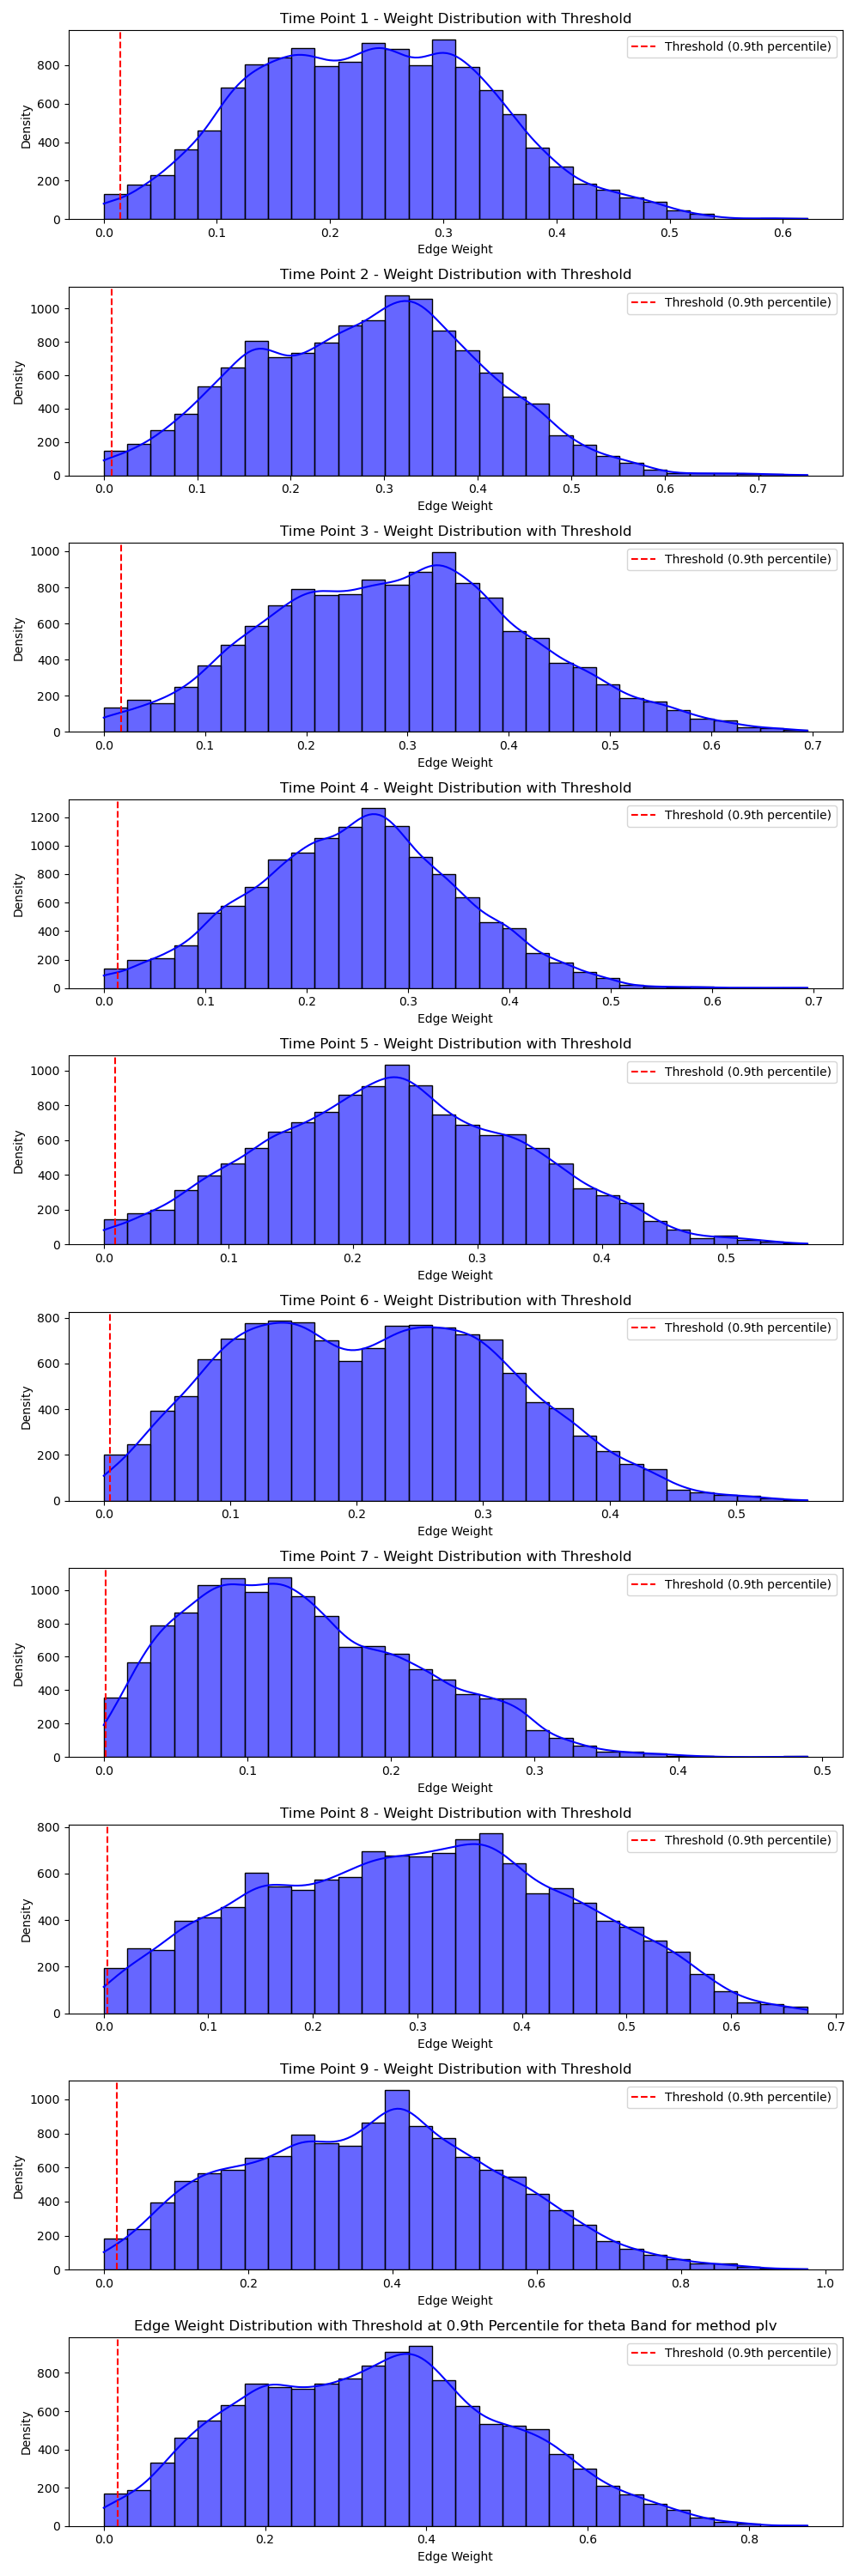 Time Point 1 - Weight Distribution with Threshold
Threshold (0.9th percentile)
Density
800
600
400
200
0
0.0 0.1 0.2 0.3 0.4 0.5 0.6
Edge Weight
Time Point 2 - Weight Distribution with Threshold
Threshold (0.9th percentile)
Density
1000
800
600
400
200
0
0.0 0.1 0.2 0.3 0.4 0.5 0.6 0.7
Edge Weight
Time Point 3 - Weight Distribution with Threshold
Threshold (0.9th percentile)
Density
1000
800
600
400
200
0
0.0 0.1 0.2 0.3 0.4 0.5 0.6 0.7
Edge Weight
Time Point 4 - Weight Distribution with Threshold
Threshold (0.9th percentile)
Density
1200
1000
800
600
400
200
0
0.0 0.1 0.2 0.3 0.4 0.5 0.6 0.7
Edge Weight
Time Point 5 - Weight Distribution with Threshold
Threshold (0.9th percentile)
Density
1000
800
600
400
200
0
0.0 0.1 0.2 0.3 0.4 0.5
Edge Weight
Time Point 6 - Weight Distribution with Threshold
Threshold (0.9th percentile)
Density
800
600
400
200
0
0.0 0.1 0.2 0.3 0.4 0.5
Edge Weight
Time Point 7 - Weight Distribution with Threshold
Threshold (0.9th percentile)
Density
1000
800
600
400
200
0
0.0 0.1 0.2 0.3 0.4 0.5
Edge Weight
Time Point 8 - Weight Distribution with Threshold
Threshold (0.9th percentile)
Density
800
600
400
200
0
0.0 0.1 0.2 0.3 0.4 0.5 0.6 0.7
Edge Weight
Time Point 9 - Weight Distribution with Threshold
Threshold (0.9th percentile)
Density
1000
800
600
400
200
0
0.0 0.2 0.4 0.6 0.8 1.0
Edge Weight
Edge Weight Distribution with Threshold at 0.9th Percentile for theta Band for method plv
Threshold (0.9th percentile)
Density
800
600
400
200
0
0.0 0.2 0.4 0.6 0.8
Edge Weight